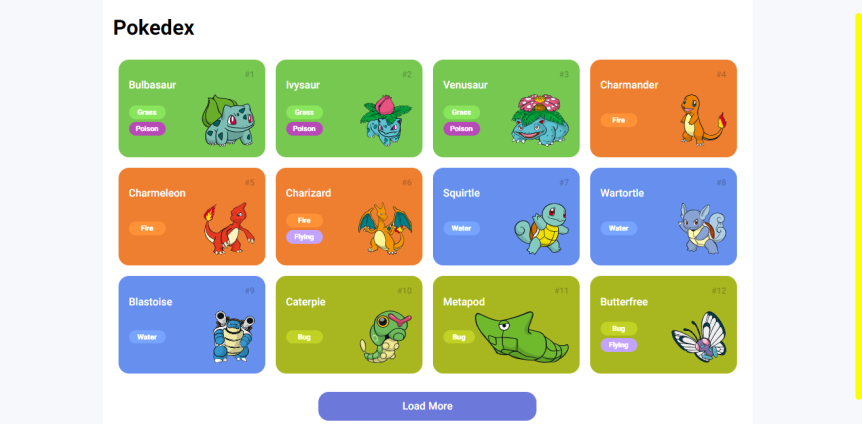 Pokedex
#1
Bulbasaur
Grass
Poison
#2
Ivysaur
Grass
Poison
#3
Venusaur
Grass
Poison
#4
Charmander
Fire
#5
Charmeleon
Fire
#6
Charizard
Fire
Flying
#7
Squirtle
Water
#8
Wartortle
Water
#9
Blastoise
Water
#10
Caterpie
Bug
#11
Metapod
Bug
#12
Butterfree
Bug
Flying
Load More